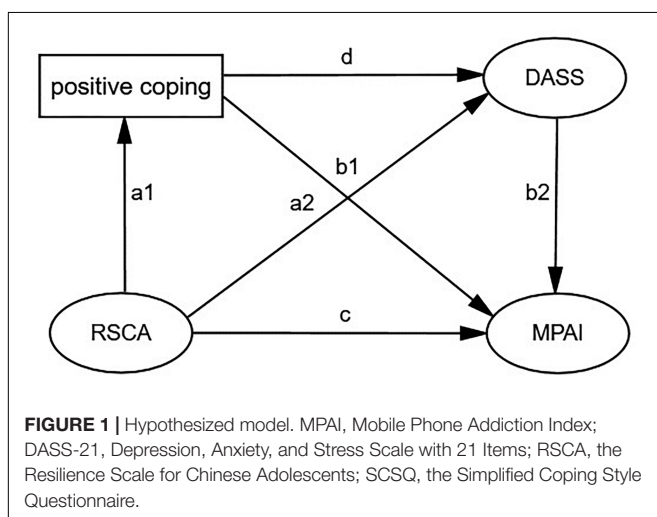 d
positive coping
DASS
b1
a1
a2
b2
RSCA
c
MPAI
FIGURE 1 | Hypothesized model. MPAI, Mobile Phone Addiction Index;
DASS-21, Depression, Anxiety, and Stress Scale with 21 Items; RSCA, the
Resilience Scale for Chinese Adolescents; SCSQ, the Simplified Coping Style
Questionnaire.